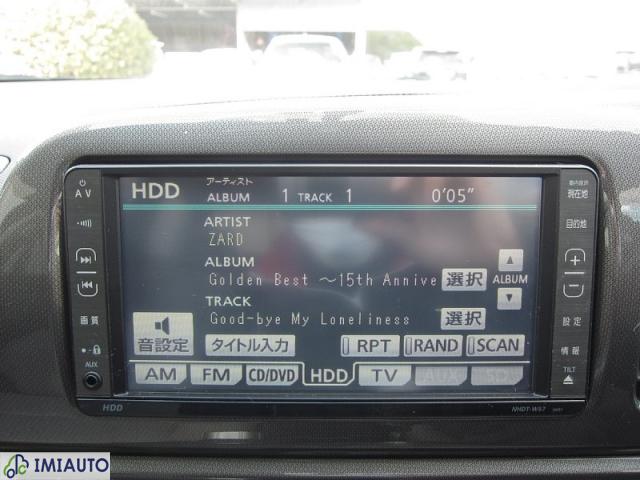 HDD
アーティスト
ALBUM 1 TRACK 1 0'05"
ARTIST
ZARD
ALBUM
Golden Best ~15th Annive 選択
ALBUM
TRACK
Good-bye My Loneliness 選択
音設定
タイトル入力
RPT RAND SCAN
AM FM CD/DVD HDD TV AUX
AV
画質
AUX
HDD
現在地
目的地
設定
情報
TILT
NHDT-W57
IMIAUTO